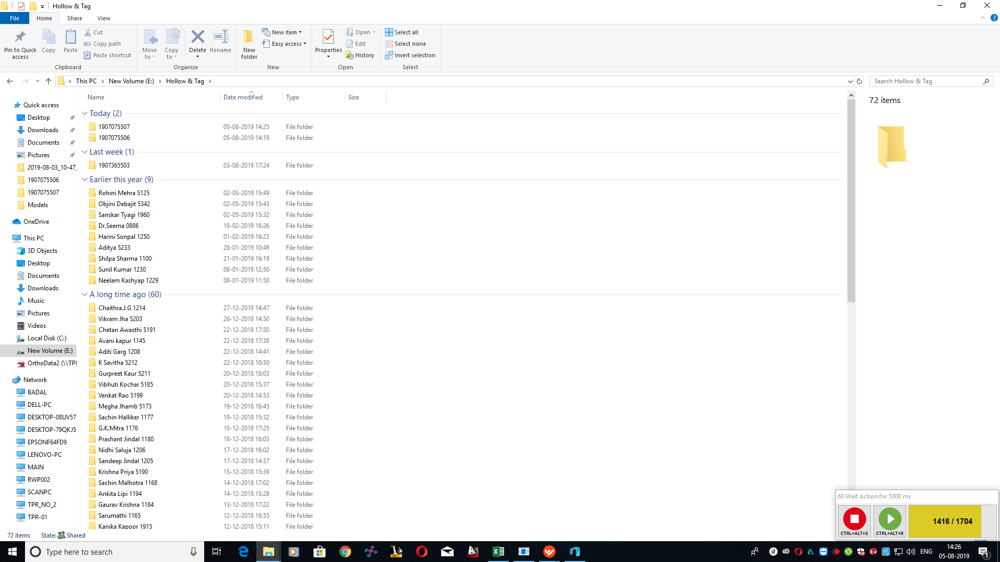 Hollow & Tag
File Home Share View
Pin to Quick access
Copy
Paste
Cut
Copy path
Paste shortcut
Clipboard
Move to
Copy to
Delete
Rename
Organize
New folder
New item
Easy access
New
Properties
Open
Edit
History
Open
Select all
Select none
Invert selection
Select
This PC New Volume (E:) Hollow & Tag
Search Hollow & Tag
Quick access
Desktop
Downloads
Documents
Pictures
2019-08-03_10-47_
1907075506
1907075507
Models
OneDrive
This PC
3D Objects
Desktop
Documents
Downloads
Music
Pictures
Videos
Local Disk (C:)
New Volume (E:)
OrthoData2 (\\TPI
Network
BADAL
DELL-PC
DESKTOP-08UV57
DESKTOP-79QKJ5
EPSONF64FD9
LENOVO-PC
MAIN
RWP002
SCANPC
TPR_NO_2
TPR-01
Name Date modified Type Size
Today (2)
1907075507 05-08-2019 14:25 File folder
1907075506 05-08-2019 14:19 File folder
Last week (1)
1907365503 03-08-2019 17:24 File folder
Earlier this year (9)
Rohini Mehra 5125 02-05-2019 15:49 File folder
Objini Debajit 5342 02-05-2019 15:43 File folder
Sanskar Tyagi 1960 02-05-2019 15:32 File folder
Dr.Seema 0886 18-02-2019 16:26 File folder
Harini Sonpal 1250 01-02-2019 16:23 File folder
Aditya 5233 28-01-2019 10:49 File folder
Shilpa Sharma 1100 21-01-2019 16:19 File folder
Sunil Kumar 1230 08-01-2019 12:50 File folder
Neelam Kashyap 1229 08-01-2019 11:58 File folder
A long time ago (60)
Chaithra.J.G 1214 27-12-2018 14:47 File folder
Vikram Jha 5203 26-12-2018 14:50 File folder
Chetan Awasthi 5191 22-12-2018 17:50 File folder
Avani kapur 1145 22-12-2018 17:38 File folder
Aditi Garg 1208 22-12-2018 14:41 File folder
K Savitha 5212 22-12-2018 10:50 File folder
Gurpreet Kaur 5211 20-12-2018 18:03 File folder
Vibhuti Kochar 5185 20-12-2018 15:37 File folder
Venkat Rao 5199 20-12-2018 14:53 File folder
Megha Jhamb 5173 19-12-2018 16:45 File folder
Sachin Halliker 1177 19-12-2018 15:32 File folder
G.K.Mitra 1176 18-12-2018 17:25 File folder
Prashant Jindal 1180 18-12-2018 16:03 File folder
Nidhi Saluja 1206 17-12-2018 16:02 File folder
Sandeep Jindal 1205 17-12-2018 14:57 File folder
Krishna Priya 5190 15-12-2018 15:39 File folder
Sachin Malhotra 1168 14-12-2018 17:02 File folder
Ankita Lipi 1194 14-12-2018 15:28 File folder
Gaurav Krishna 1184 13-12-2018 17:22 File folder
Sarumathi 1165 12-12-2018 16:55 File folder
Kanika Kapoor 1915 12-12-2018 15:11 File folder
72 items
68 Wait Action for 5000 ms
CTRL+ALT+S CTRL+ALT+R
1416 / 1704
72 items State: Shared
Type here to search
ENG
14:26
05-08-2019
1